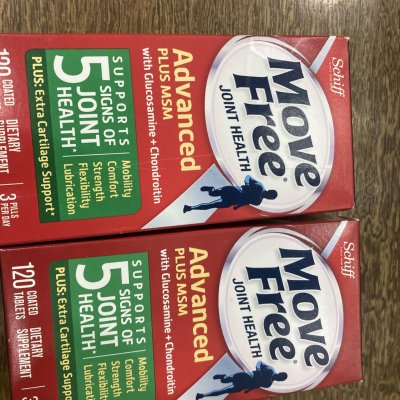 Schiff
Move
Free®
JOINT HEALTH
Advanced
PLUS MSM
with Glucosamine + Chondroitin
SUPPORTS
5 SIGNS OF
JOINT
HEALTH*
Mobility
Comfort
Strength
Flexibility
Lubrication
PLUS: Extra Cartilage Support*
120 COATED
DIETARY
SUPPLEMENT
3 PILLS
PER DAY
Schiff
Move
Free®
JOINT HEALTH
Advanced
PLUS MSM
with Glucosamine + Chondroitin
SUPPORTS
5 SIGNS OF
JOINT
HEALTH*
Mobility
Comfort
Strength
Flexibility
PLUS: Extra Cartilage
120 COATED
TABLETS
DIETARY
SUPPLEMENT